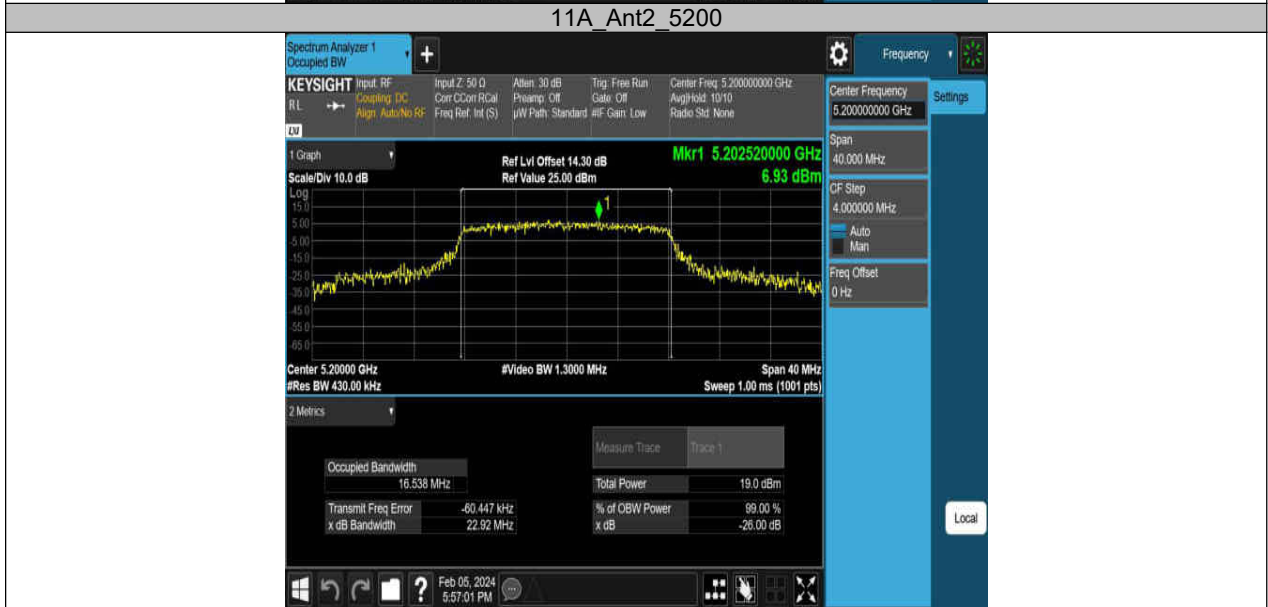 11A_Ant2_5200
Spectrum Analyzer 1
Occupied BW
+
Frequency
KEYSIGHT
RL
Input: RF
Coupling: DC
Align: Auto/No RF
Input Z: 50 Ω
Corr CCorr RCal
Freq Ref: Int (S)
Atten: 30 dB
Preamp: Off
µW Path: Standard
Trig: Free Run
Gate: Off
#IF Gain: Low
Center Freq: 5.200000000 GHz
Avg|Hold: 10/10
Radio Std: None
LXI
1 Graph
Scale/Div 10.0 dB
Ref Lvl Offset 14.30 dB
Ref Value 25.00 dBm
Mkr1 5.202520000 GHz
6.93 dBm
Log
15.0
5.00
-5.00
-15.0
-25.0
-35.0
-45.0
-55.0
-65.0
1
Center 5.20000 GHz
#Video BW 1.3000 MHz
Span 40 MHz
#Res BW 430.00 kHz
Sweep 1.00 ms (1001 pts)
2 Metrics
Measure Trace
Trace 1
Occupied Bandwidth
16.538 MHz
Total Power
19.0 dBm
Transmit Freq Error
-60.447 kHz
% of OBW Power
99.00 %
x dB Bandwidth
22.92 MHz
x dB
-26.00 dB
Center Frequency
5.200000000 GHz
Settings
Span
40.000 MHz
CF Step
4.000000 MHz
Auto
Man
Freq Offset
0 Hz
Local
?
Feb 05, 2024
5:57:01 PM